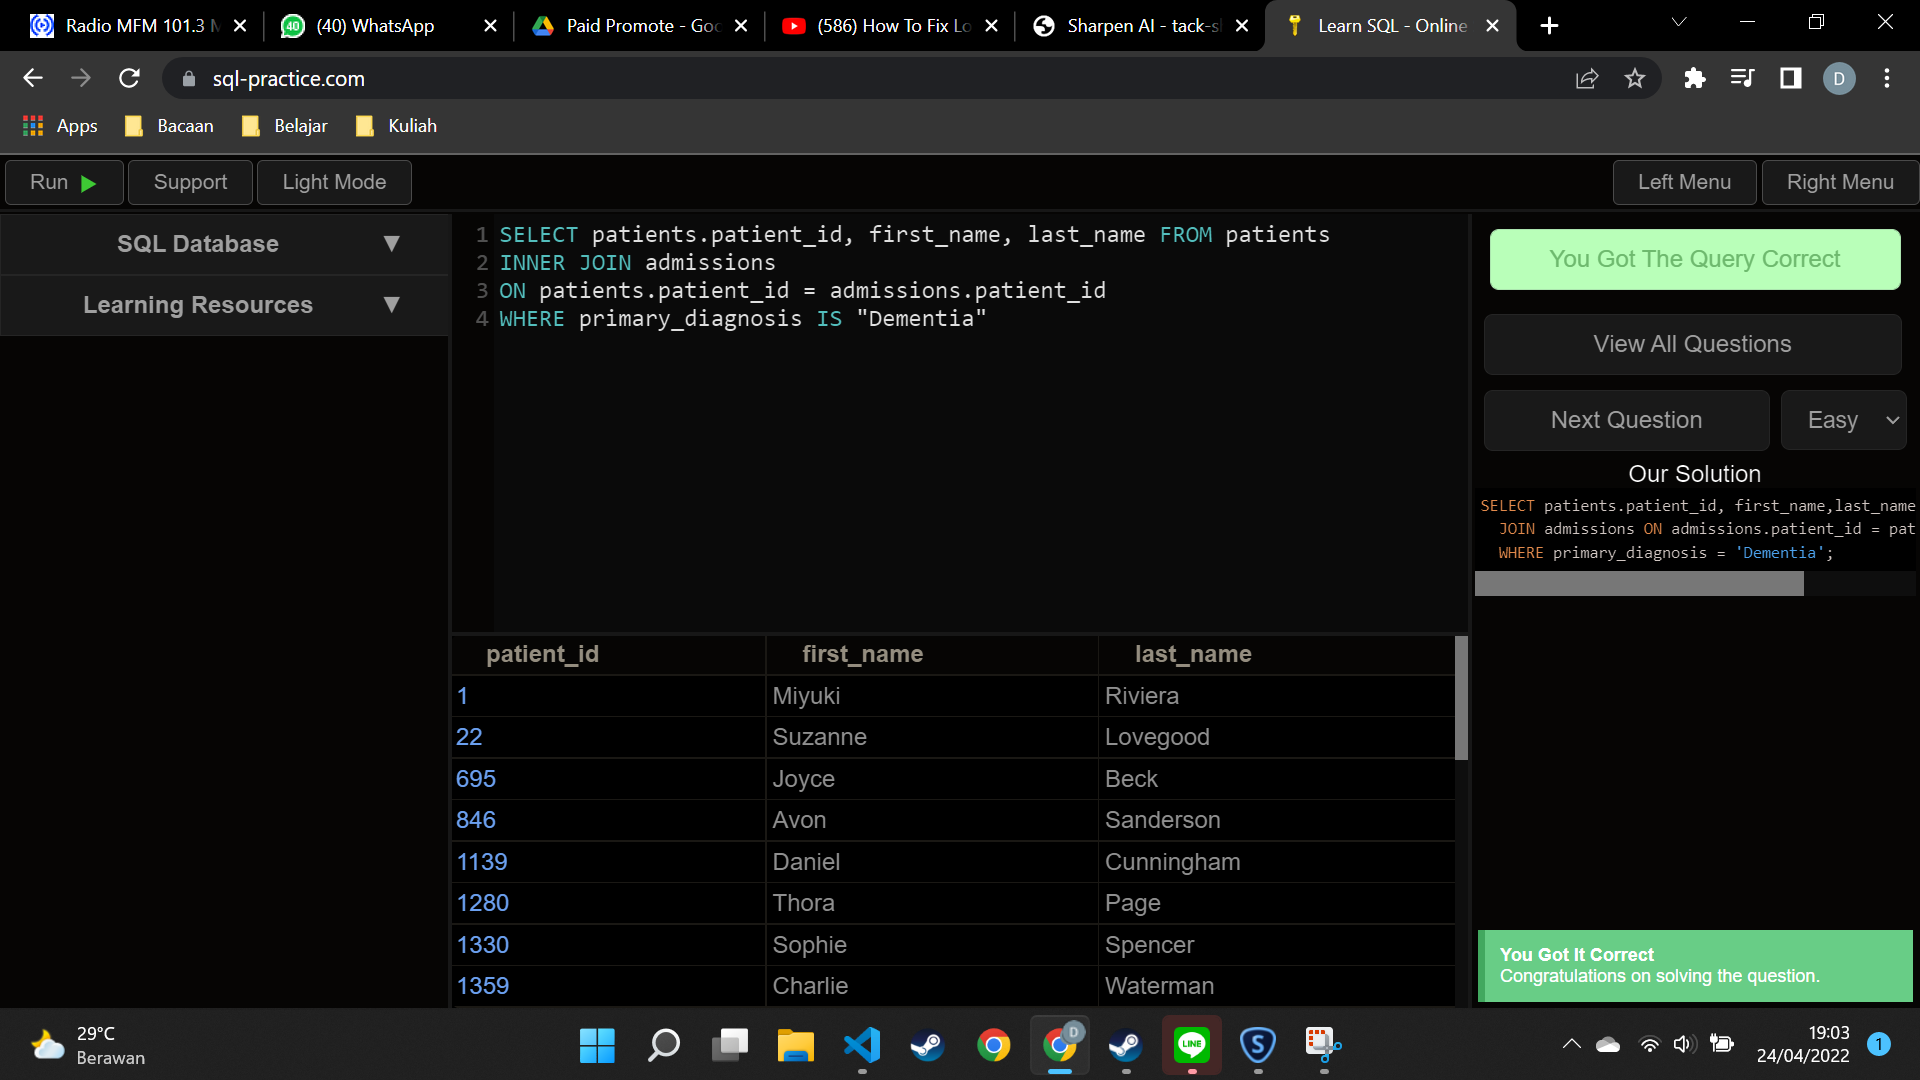 Radio MFM 101.3 M
(40) WhatsApp
Paid Promote - Goo
(586) How To Fix Lo
Sharpen AI - tack-sl
Learn SQL - Online
sql-practice.com
D
Apps
Bacaan
Belajar
Kuliah
Run
Support
Light Mode
Left Menu
Right Menu
SQL Database
Learning Resources
1 SELECT patients.patient_id, first_name, last_name FROM patients
2 INNER JOIN admissions
3 ON patients.patient_id = admissions.patient_id
4 WHERE primary_diagnosis IS "Dementia"
You Got The Query Correct
View All Questions
Next Question
Easy
Our Solution
SELECT patients.patient_id, first_name,last_name
JOIN admissions ON admissions.patient_id = pat
WHERE primary_diagnosis = 'Dementia';
patient_id first_name last_name
1 Miyuki Riviera
22 Suzanne Lovegood
695 Joyce Beck
846 Avon Sanderson
1139 Daniel Cunningham
1280 Thora Page
1330 Sophie Spencer
1359 Charlie Waterman
You Got It Correct
Congratulations on solving the question.
29°C
Berawan
D
LINE
S
19:03
24/04/2022
1